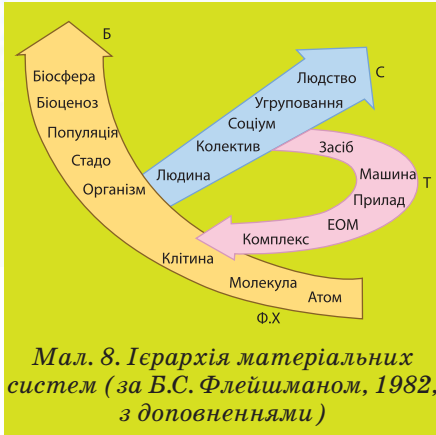 Б
Біосфера
Біоценоз
Популяція
Стадо
Організм
Клітина
Молекула
Атом
Ф.Х
Людство
С
Угруповання
Соціум
Колектив
Людина
Засіб
Машина
Т
Прилад
ЕОМ
Комплекс
Мал. 8. Ієрархія матеріальних
систем (за Б.С. Флейшманом, 1982,
з доповненнями)